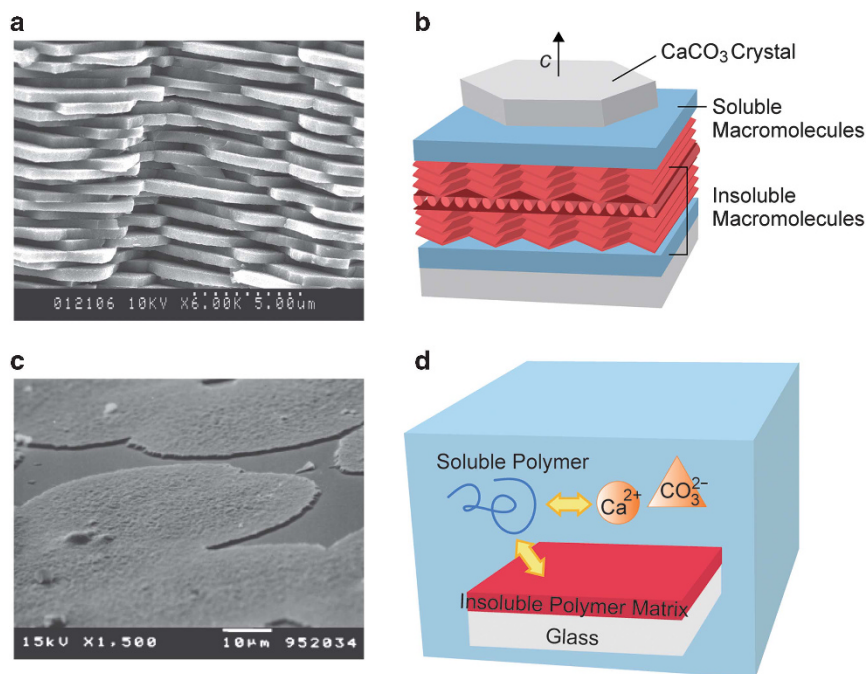 a
b
012106 10KV X6.00K 5.00um
c
CaCO₃ Crystal
Soluble
Macromolecules
Insoluble
Macromolecules
c
d
15kV X1,500 10μm 952034
Soluble Polymer
Ca²⁺
CO₃²⁻
Insoluble Polymer Matrix
Glass